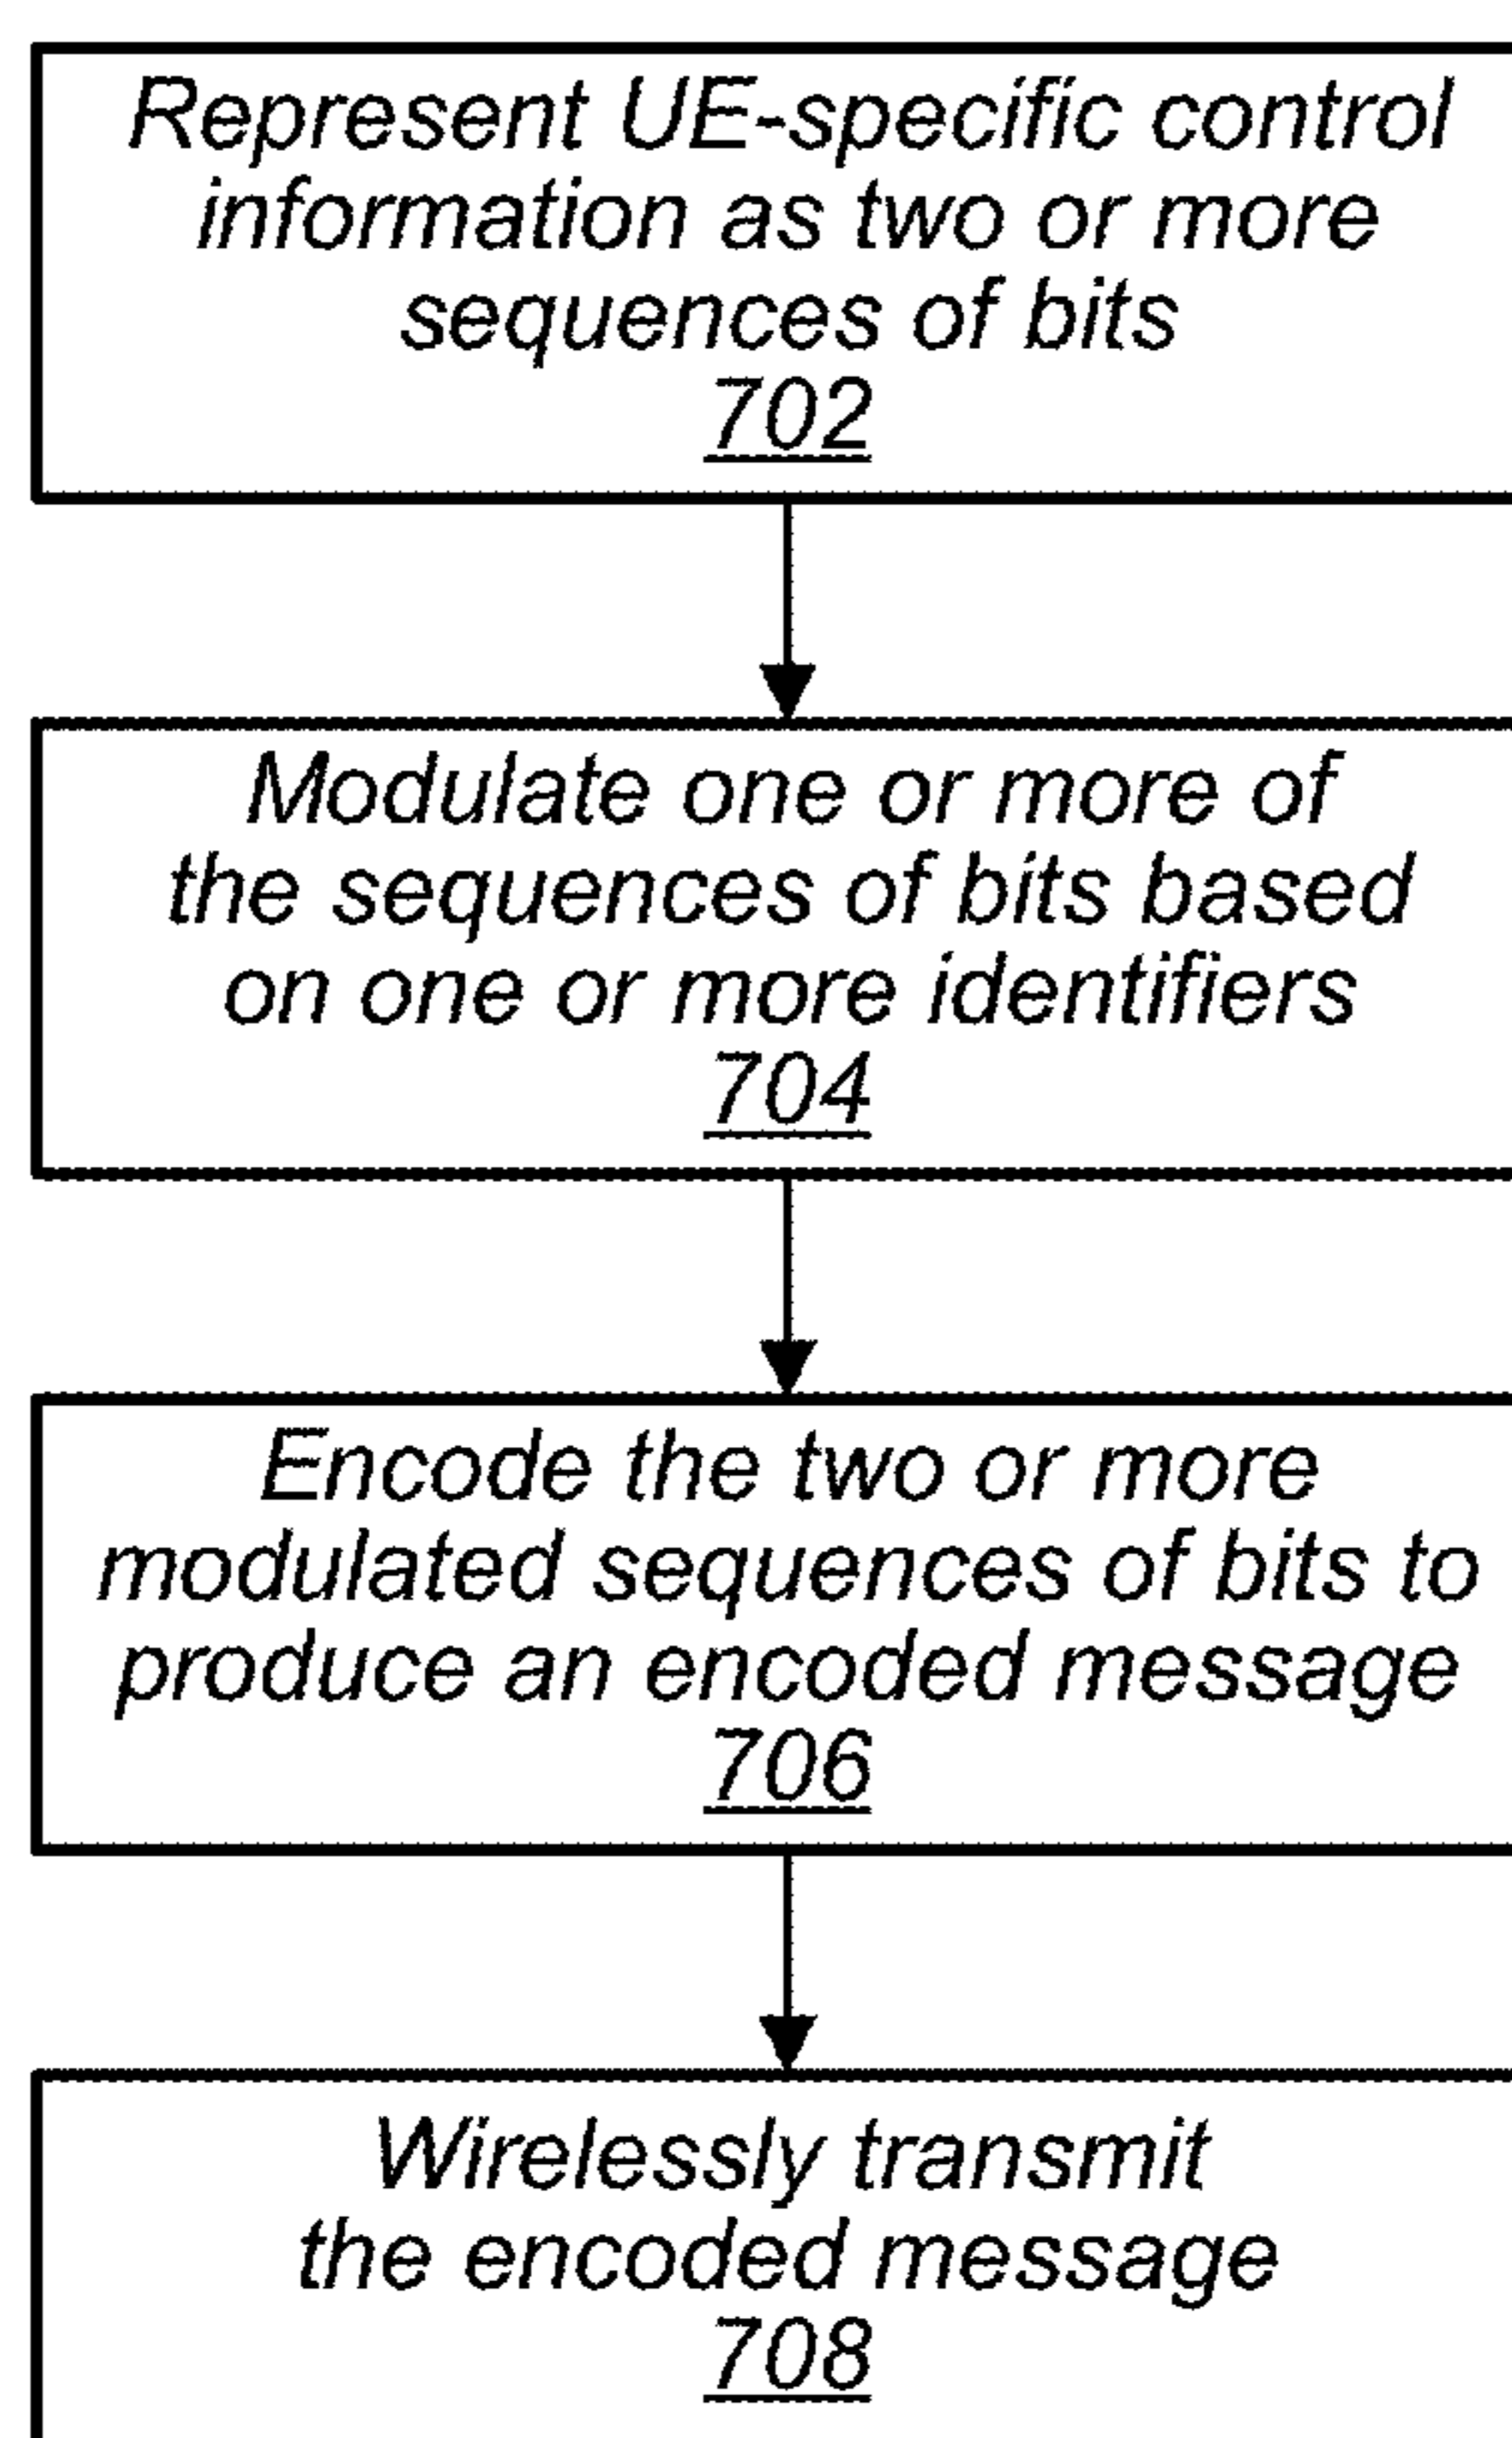 Represent UE-specific control
information as two or more
sequences of bits
702
Modulate one or more of
the sequences of bits based
on one or more identifiers
704
Encode the two or more
modulated sequences of bits to
produce an encoded message
706
Wirelessly transmit
the encoded message
708